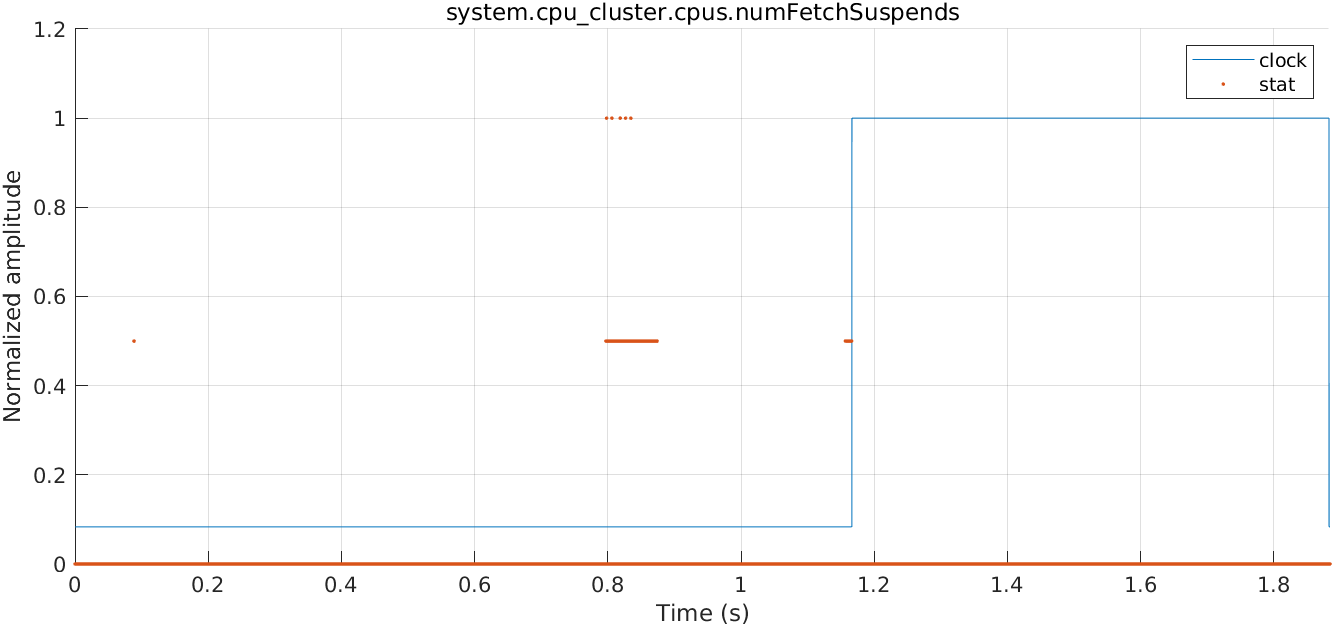 system.cpu_cluster.cpus.numFetchSuspends
1.2
1
0.8
0.6
0.4
0.2
0
Normalized amplitude
clock
stat
0 0.2 0.4 0.6 0.8 1 1.2 1.4 1.6 1.8
Time (s)